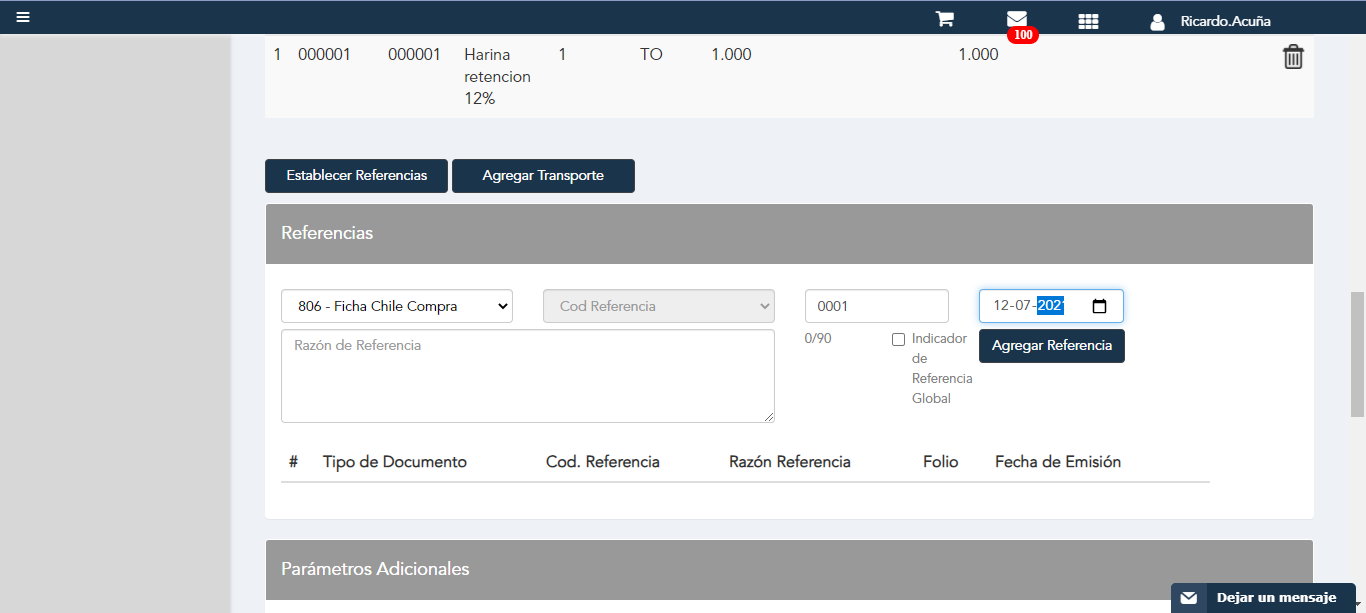 Ricardo.Acuña
100
1 000001 000001 Harina 1 TO 1.000 1.000
retencion
12%
Establecer Referencias Agregar Transporte
Referencias
806 - Ficha Chile Compra Cod Referencia 0001 12-07-2021
Razón de Referencia 0/90 Indicador Agregar Referencia
de
Referencia
Global
# Tipo de Documento Cod. Referencia Razón Referencia Folio Fecha de Emisión
Parámetros Adicionales
Dejar un mensaje